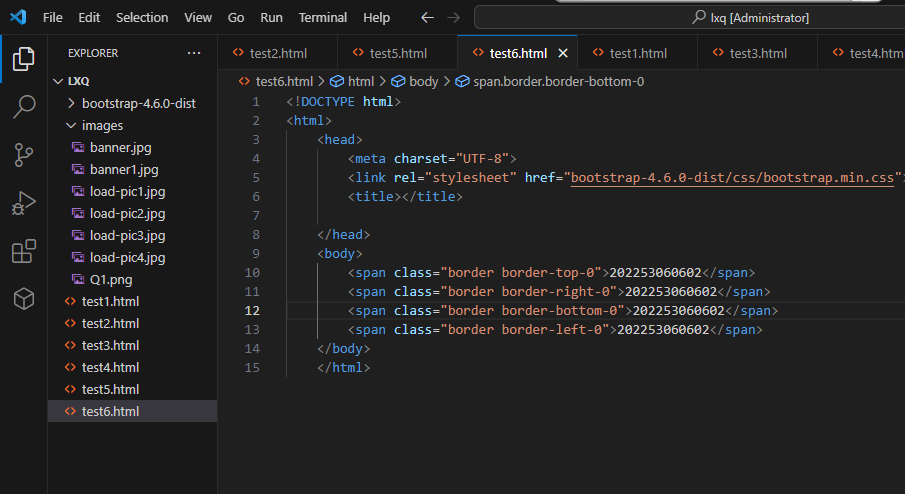 File Edit Selection View Go Run Terminal Help ← → lxq [Administrator]
EXPLORER ···
LXQ
bootstrap-4.6.0-dist
images
banner.jpg
banner1.jpg
load-pic1.jpg
load-pic2.jpg
load-pic3.jpg
load-pic4.jpg
Q1.png
test1.html
test2.html
test3.html
test4.html
test5.html
test6.html
test2.html test5.html test6.html × test1.html test3.html test4.htm
test6.html > html > body > span.border.border-bottom-0
1 <!DOCTYPE html>
2 <html>
3 <head>
4 <meta charset="UTF-8">
5 <link rel="stylesheet" href="bootstrap-4.6.0-dist/css/bootstrap.min.css"
6 <title></title>
7
8 </head>
9 <body>
10 <span class="border border-top-0">202253060602</span>
11 <span class="border border-right-0">202253060602</span>
12 <span class="border border-bottom-0">202253060602</span>
13 <span class="border border-left-0">202253060602</span>
14 </body>
15 </html>